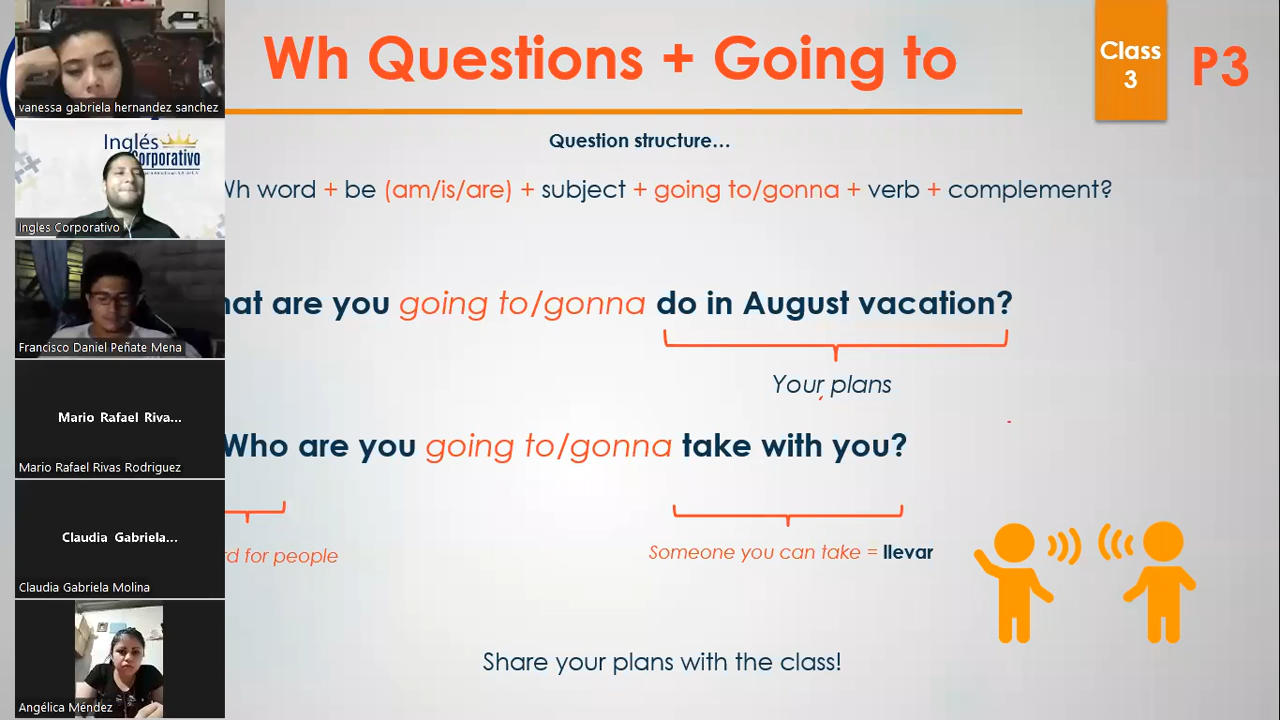 Wh Questions + Going to
Class
3
P3
Question structure...
Wh word + be (am/is/are) + subject + going to/gonna + verb + complement?
are you going to/gonna do in August vacation?
Your plans
Who are you going to/gonna take with you?
for people
Someone you can take = llevar
Share your plans with the class!
vanessa gabriela hernandez sanchez
Inglés
Corporativo
Ingles Corporativo
Francisco Daniel Peñate Mena
Mario Rafael Riva...
Mario Rafael Rivas Rodriguez
Claudia Gabriela...
Claudia Gabriela Molina
Angélica Méndez